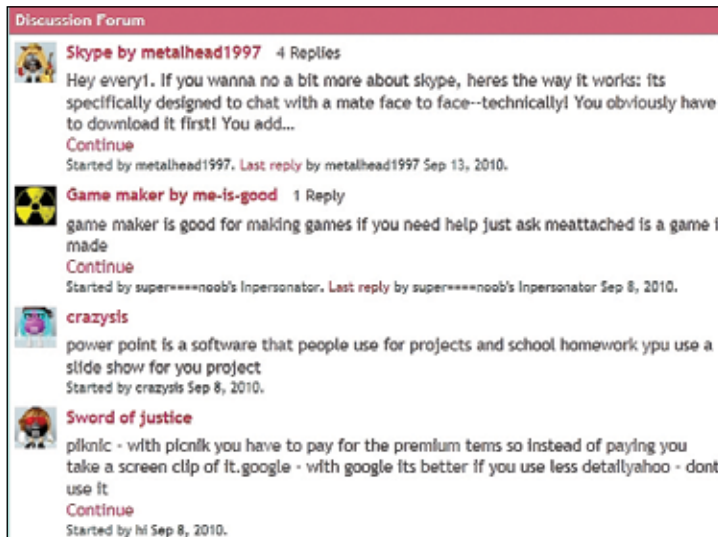 Discussion Forum
Skype by metalhead1997 4 Replies
Hey every1. If you wanna no a bit more about skype, heres the way it works: its
specifically designed to chat with a mate face to face--technically! You obviously have
to download it first! You add...
Continue
Started by metalhead1997. Last reply by metalhead1997 Sep 13, 2010.
Game maker by me-is-good 1 Reply
game maker is good for making games if you need help just ask meattached is a game i
made
Continue
Started by super====noob's Inpersonator. Last reply by super====noob's Inpersonator Sep 8, 2010.
crazysis
power point is a software that people use for projects and school homework ypu use a
slide show for you project
Started by crazysis Sep 8, 2010.
Sword of justice
piknic - with picnik you have to pay for the premium tems so instead of paying you
take a screen clip of it.google - with google its better if you use less detailyahoo - dont
use it
Continue
Started by hi Sep 8, 2010.